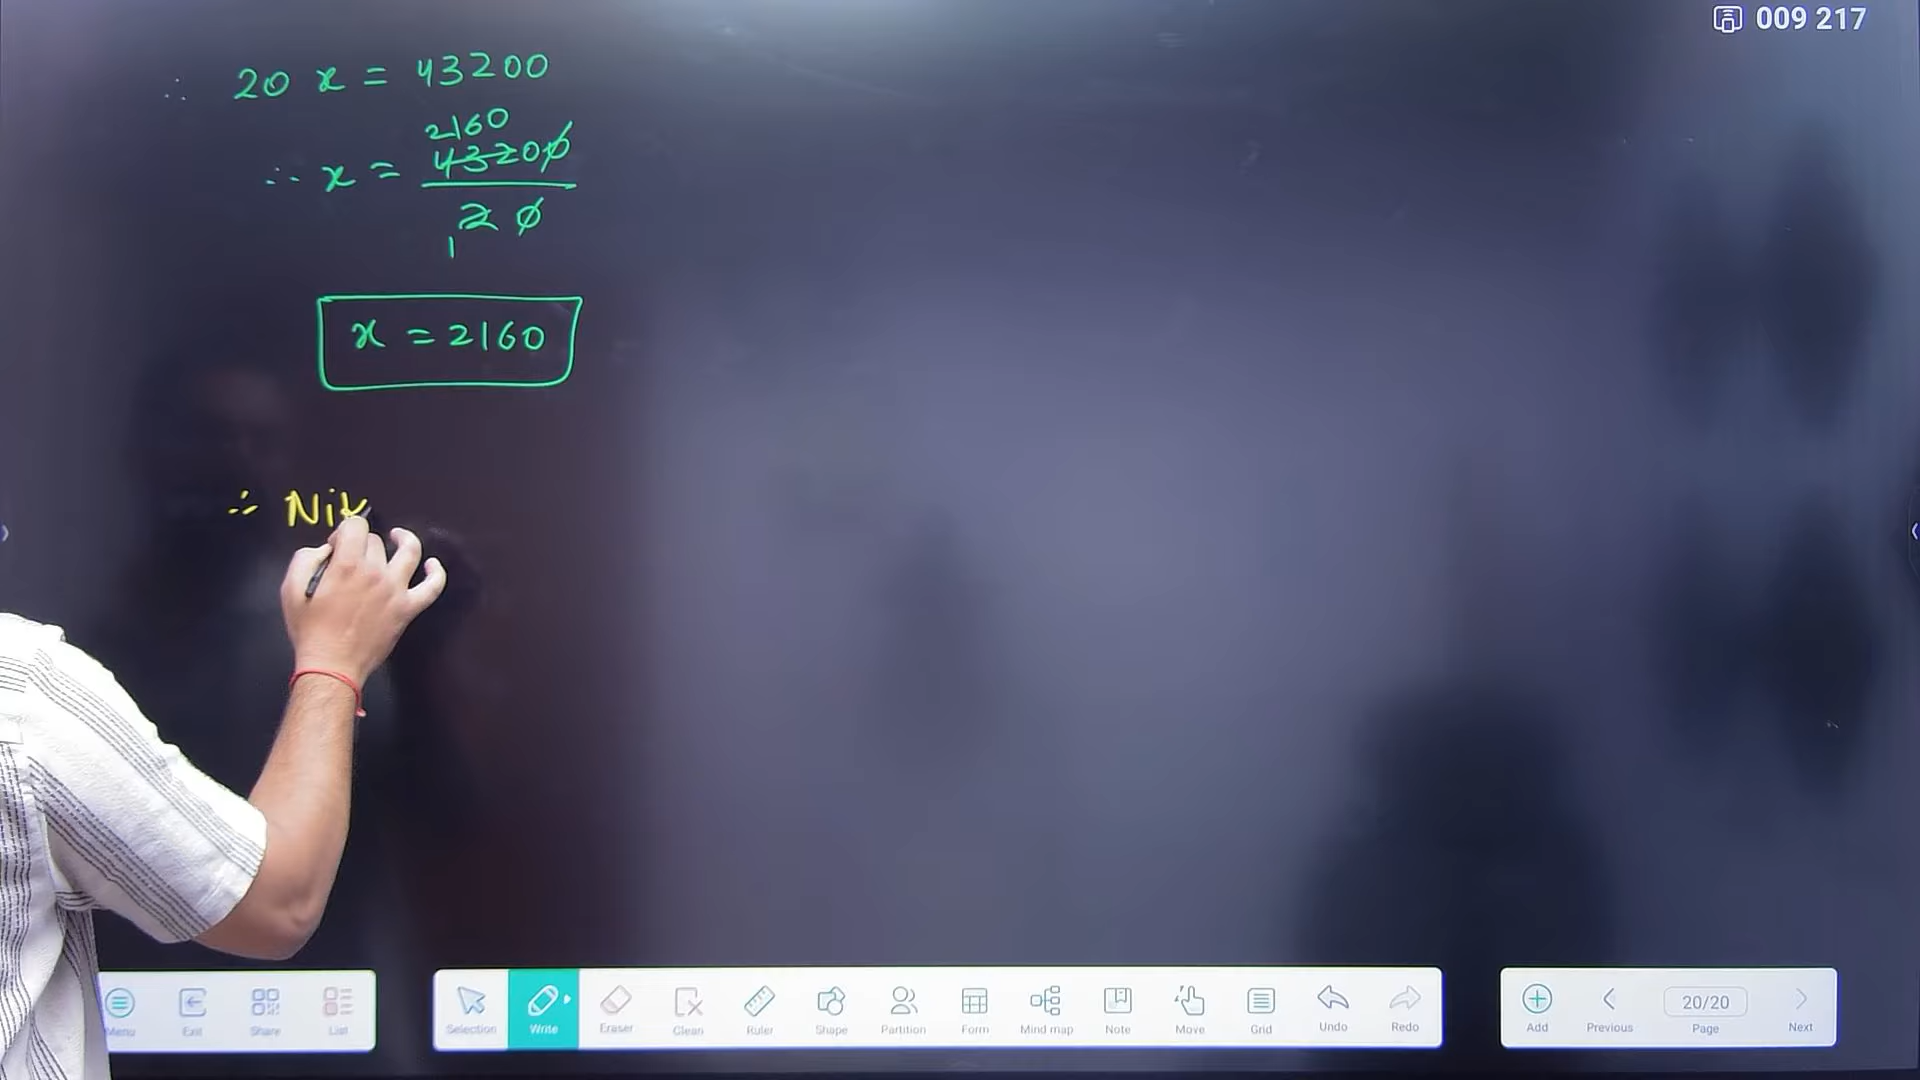 009 217
∴ 20 x = 43200
2160
∴ x = 43200
20
1
x = 2160
∴ Nik
Menu Exit Share List
Selection Write Eraser Clean Ruler Shape Partition Form Mind map Note Move Grid Undo Redo
Add Previous 20/20 Page Next